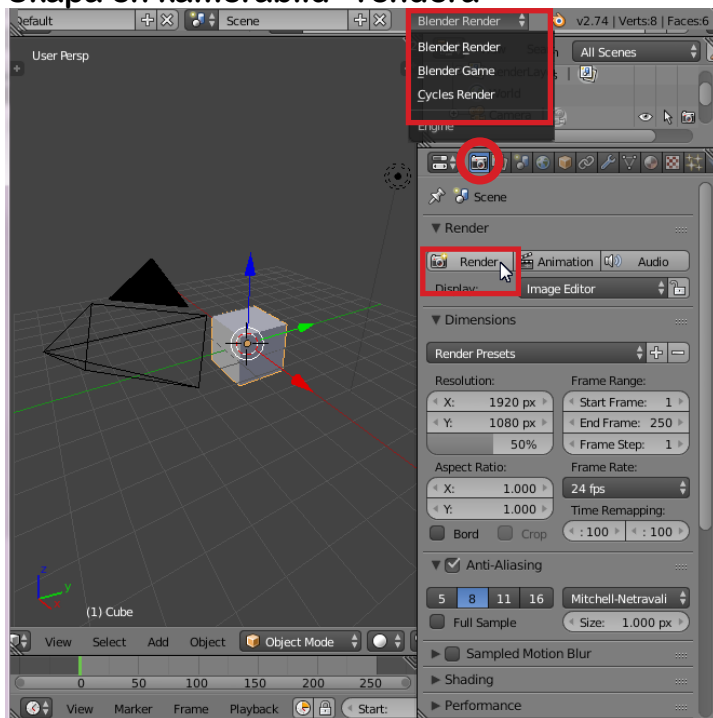 Skapa en kamerabild "rendera"
Default
Scene
Blender Render
v2.74 | Verts:8 | Faces:6
Blender Render
Blender Game
Cycles Render
Engine
All Scenes
User Persp
Scene
Render
Render
Animation
Audio
Display:
Image Editor
Dimensions
Render Presets
Resolution:
Frame Range:
X: 1920 px
Start Frame: 1
Y: 1080 px
End Frame: 250
50%
Frame Step: 1
Aspect Ratio:
Frame Rate:
X: 1.000
24 fps
Y: 1.000
Time Remapping:
Bord
Crop
: 100
: 100
Anti-Aliasing
5 8 11 16
Mitchell-Netravali
Full Sample
Size: 1.000 px
Sampled Motion Blur
Shading
Performance
z
y
x
(1) Cube
View Select Add Object
Object Mode
0 50 100 150 200 250
View Marker Frame Playback
Start: